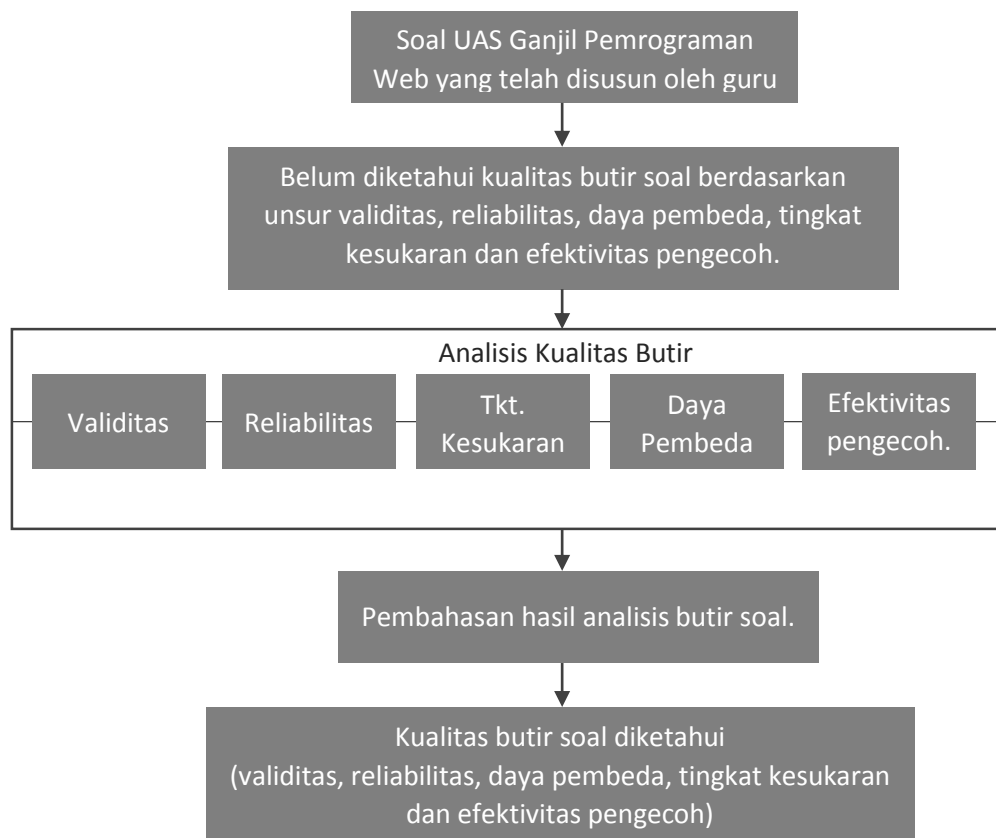 Soal UAS Ganjil Pemrograman
Web yang telah disusun oleh guru
Belum diketahui kualitas butir soal berdasarkan
unsur validitas, reliabilitas, daya pembeda, tingkat
kesukaran dan efektivitas pengecoh.
Analisis Kualitas Butir
Validitas
Reliabilitas
Tkt.
Kesukaran
Daya
Pembeda
Efektivitas
pengecoh.
Pembahasan hasil analisis butir soal.
Kualitas butir soal diketahui
(validitas, reliabilitas, daya pembeda, tingkat kesukaran
dan efektivitas pengecoh)